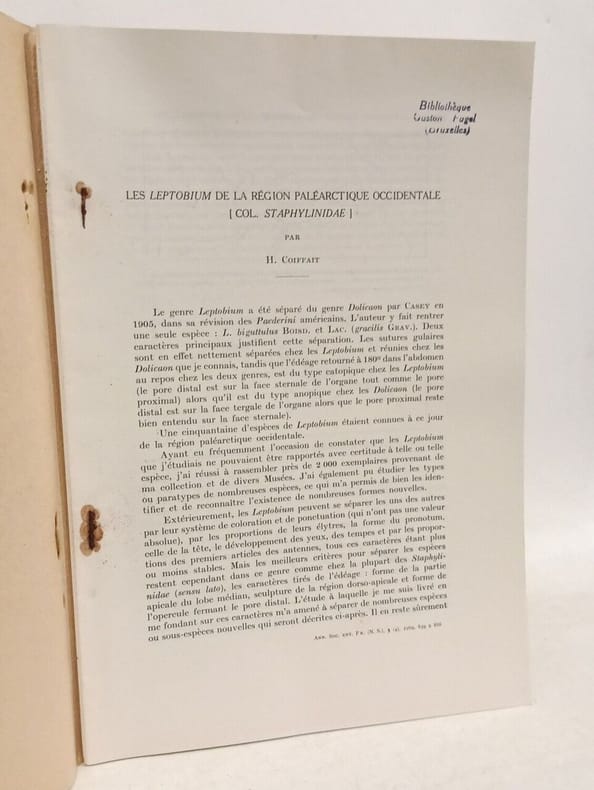 Bibliothèque
Gaston Fagel
(Bruxelles)
LES LEPTOBIUM DE LA RÉGION PALÉARCTIQUE OCCIDENTALE
[ COL. STAPHYLINIDAE ]
PAR
H. COIFFAIT
Le genre Leptobium a été séparé du genre Dolicaon par CASEY en
1905, dans sa révision des Paederini américains. L'auteur y fait rentrer
une seule espèce : L. biguttulus BOISD. et LAC. (gracilis GRAV.). Deux
caractères principaux justifient cette séparation. Les sutures gulaires
sont en effet nettement séparées chez les Leptobium et réunies chez les
Dolicaon que je connais, tandis que l'édéage retourné à 180° dans l'abdomen
au repos chez les deux genres, est du type catopique chez les Leptobium
(le pore distal est sur la face sternale de l'organe tout comme le pore
proximal) alors qu'il est du type anopique chez les Dolicaon (le pore
distal est sur la face tergale de l'organe alors que le pore proximal reste
bien entendu sur la face sternale).
Une cinquantaine d'espèces de Leptobium étaient connues à ce jour
de la région paléarctique occidentale.
Ayant eu fréquemment l'occasion de constater que les Leptobium
que j'étudiais ne pouvaient être rapportés avec certitude à telle ou telle
espèce, j'ai réussi à rassembler près de 2 000 exemplaires provenant de
ma collection et de divers Musées. J'ai également pu étudier les types
ou paratypes de nombreuses espèces, ce qui m'a permis de bien les iden-
tifier et de reconnaître l'existence de nombreuses formes nouvelles.
Extérieurement, les Leptobium peuvent se séparer les uns des autres
par leur système de coloration et de ponctuation (qui n'ont pas une valeur
absolue), par les proportions de leurs élytres, la forme du pronotum,
celle de la tête, le développement des yeux, des tempes et par les propor-
tions des premiers articles des antennes, tous ces caractères étant plus
ou moins stables. Mais les meilleurs critères pour séparer les espèces
restent cependant dans ce genre comme chez la plupart des Staphyli-
nidae (sensu lato), les caractères tirés de l'édéage : forme de la partie
apicale du lobe médian, sculpture de la région dorso-apicale et forme de
l'opercule fermant le pore distal. L'étude à laquelle je me suis livré en
me fondant sur ces caractères m'a amené à séparer de nombreuses espèces
ou sous-espèces nouvelles qui seront décrites ci-après. Il en reste sûrement
ANN. SOC. ENT. FR. (N. S.), 5 (4), 1969,